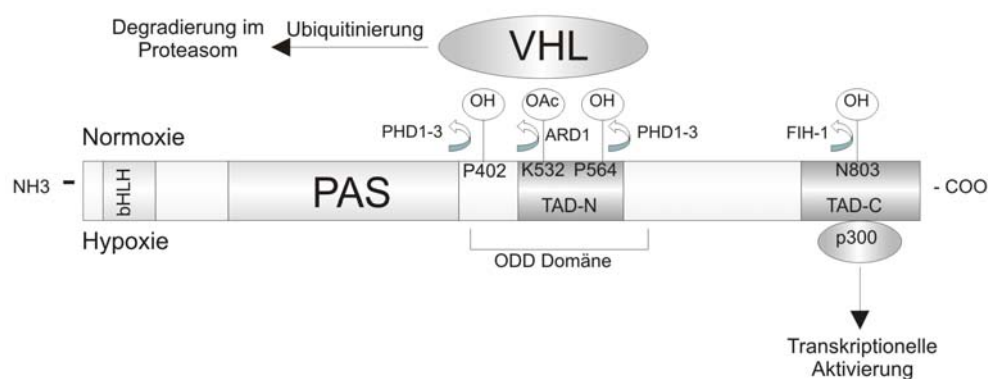 Degradierung im
Proteasom
Ubiquitinierung
VHL
OH
OAc
OH
OH
Normoxie
PHD1-3
ARD1
PHD1-3
FIH-1
NH3 -
bHLH
PAS
P402
K532
P564
TAD-N
N803
TAD-C
- COO
Hypoxie
p300
ODD Domäne
Transkriptionelle
Aktivierung